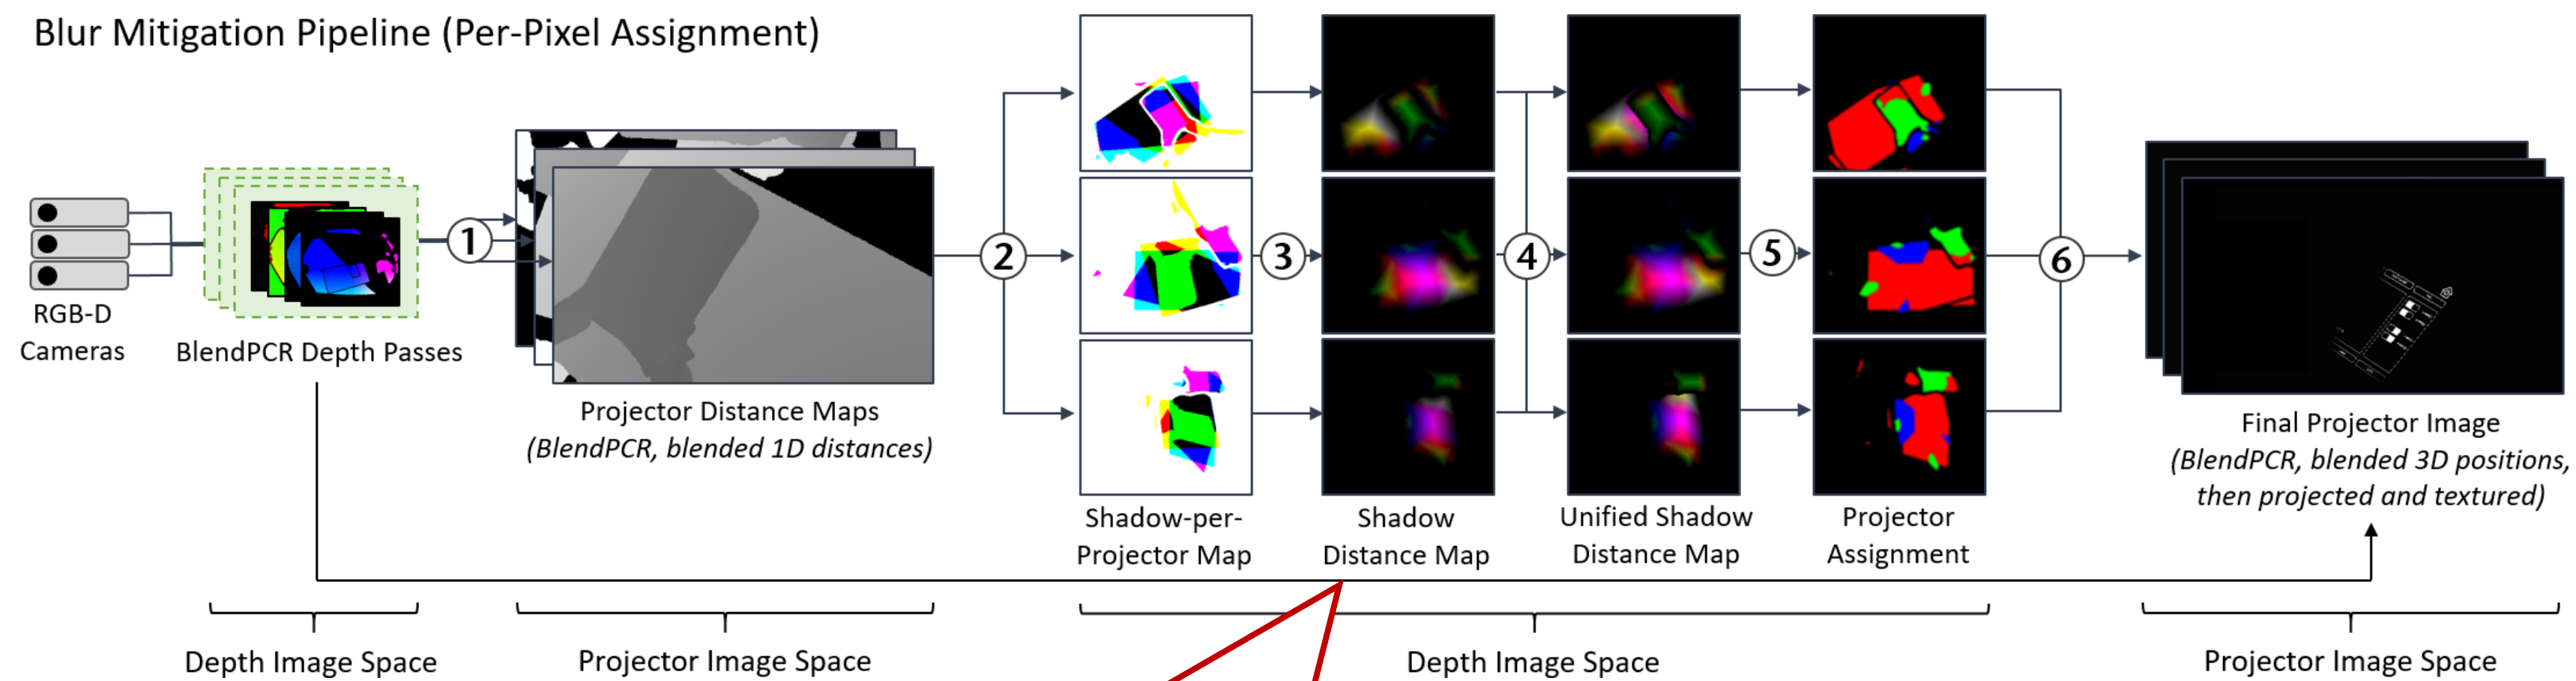 Blur Mitigation Pipeline (Per-Pixel Assignment)
RGB-D
Cameras
BlendPCR Depth Passes
1
Projector Distance Maps
(BlendPCR, blended 1D distances)
2
3
4
5
6
Shadow-per-
Projector Map
Shadow
Distance Map
Unified Shadow
Distance Map
Projector
Assignment
Final Projector Image
(BlendPCR, blended 3D positions,
then projected and textured)
Depth Image Space
Projector Image Space
Depth Image Space
Projector Image Space